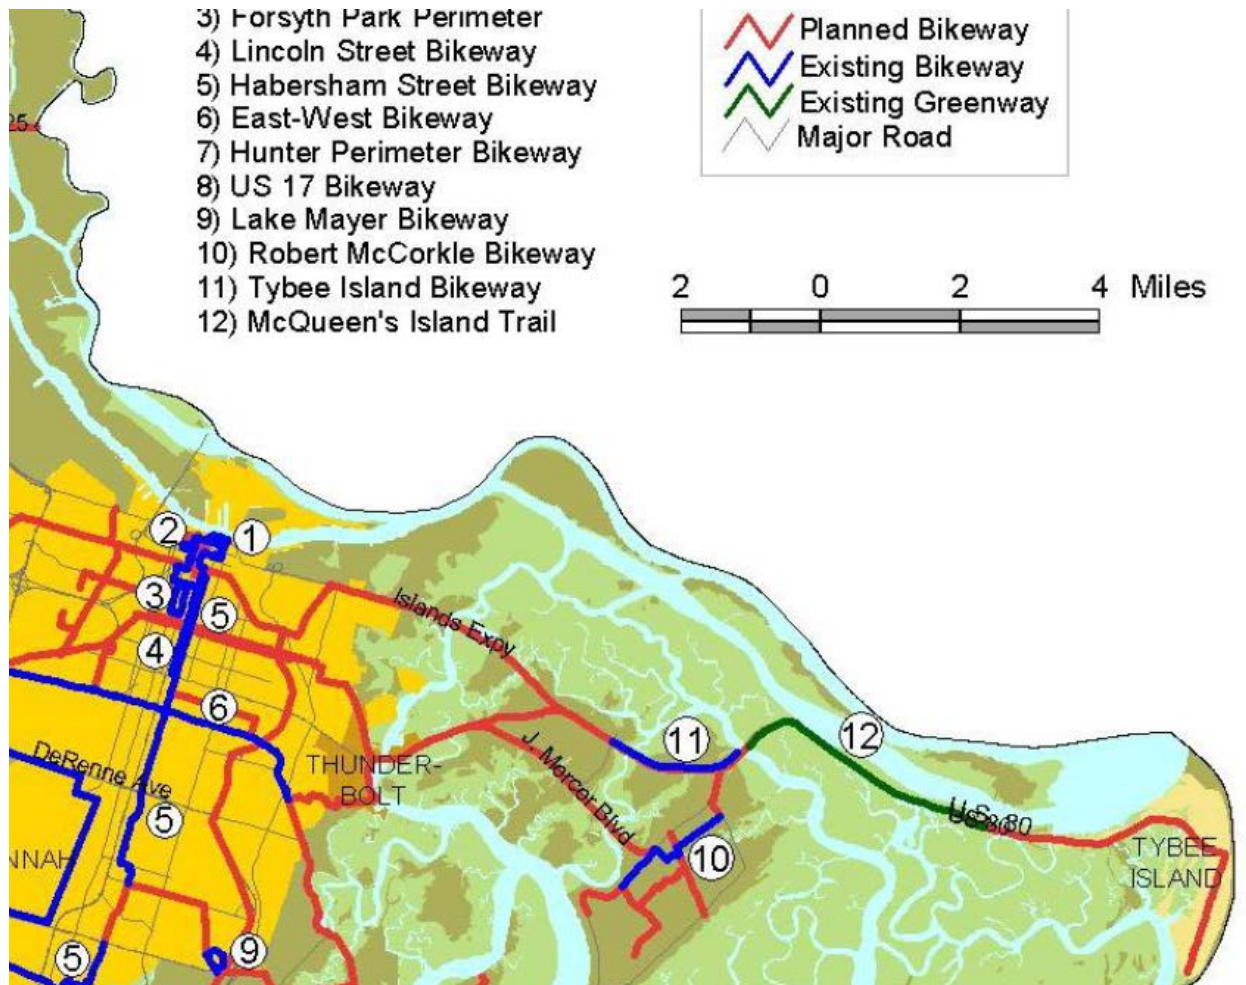 3) Forsyth Park Perimeter
4) Lincoln Street Bikeway
5) Habersham Street Bikeway
6) East-West Bikeway
7) Hunter Perimeter Bikeway
8) US 17 Bikeway
9) Lake Mayer Bikeway
10) Robert McCorkle Bikeway
11) Tybee Island Bikeway
12) McQueen's Island Trail
Planned Bikeway
Existing Bikeway
Existing Greenway
Major Road
2 0 2 4 Miles
2
1
3
5
4
6
Islands Expy
11
12
DeRenne Ave
THUNDER-
BOLT
J. Mercer Blvd
US 80
5
10
TYBEE
ISLAND
NNAH
5
9